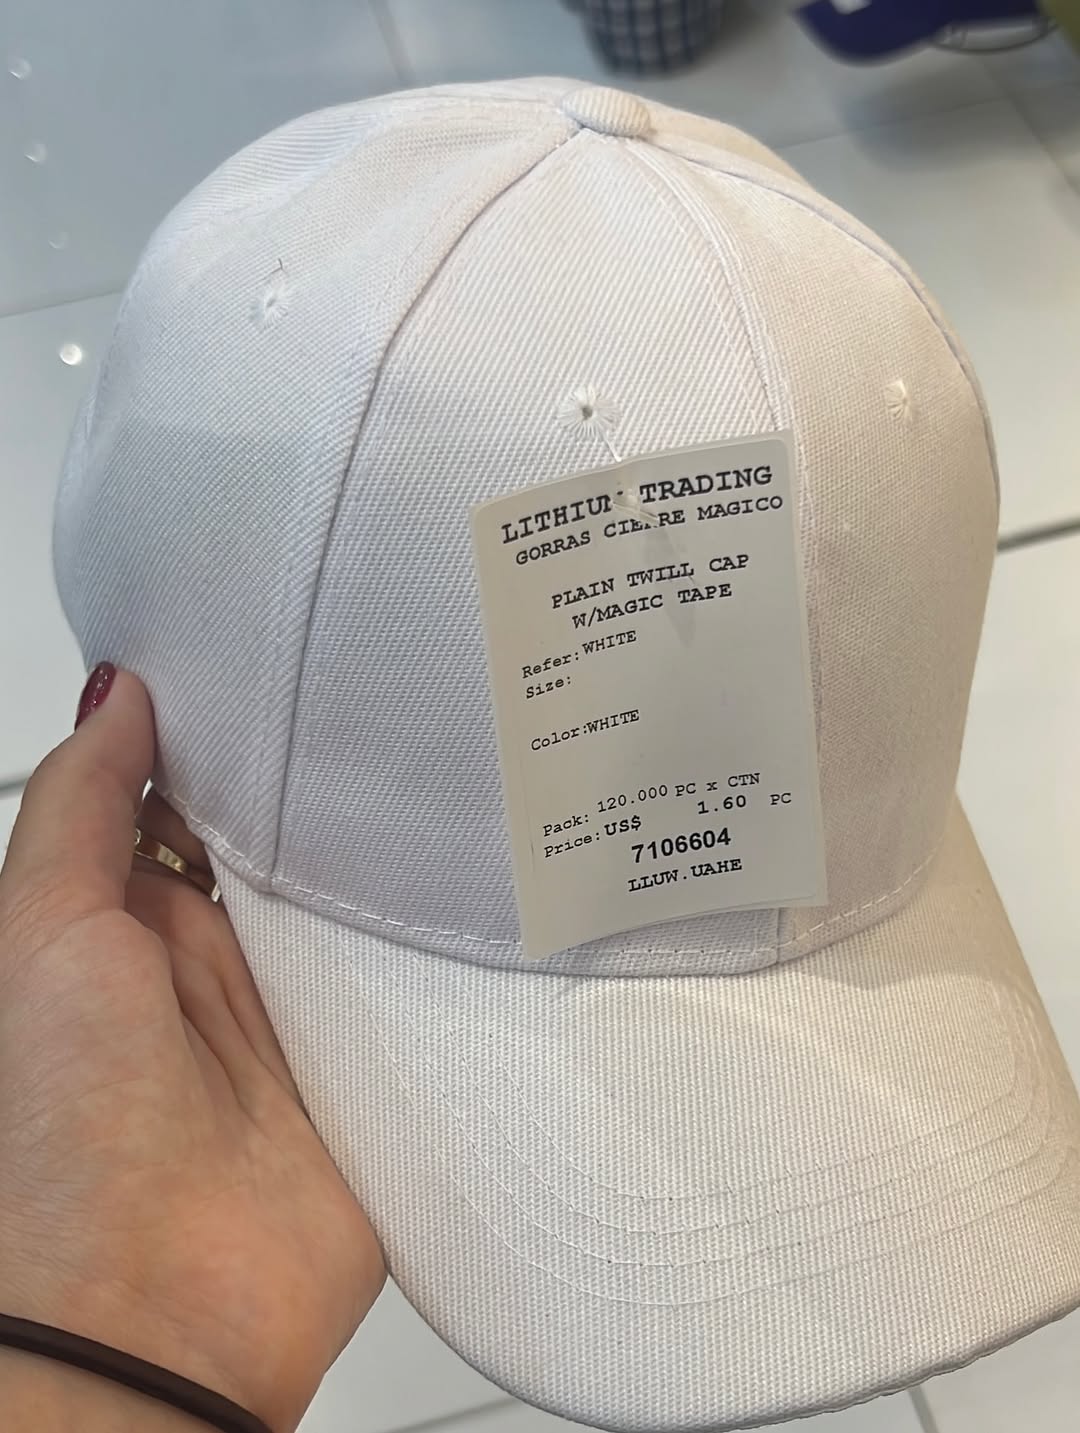 LITHIUM TRADING
GORRAS CIERRE MAGICO
PLAIN TWILL CAP
W/MAGIC TAPE
Refer: WHITE
Size:
Color: WHITE
Pack: 120.000 PC x CTN
Price: US$ 1.60 PC
7106604
LLUW.UAHE